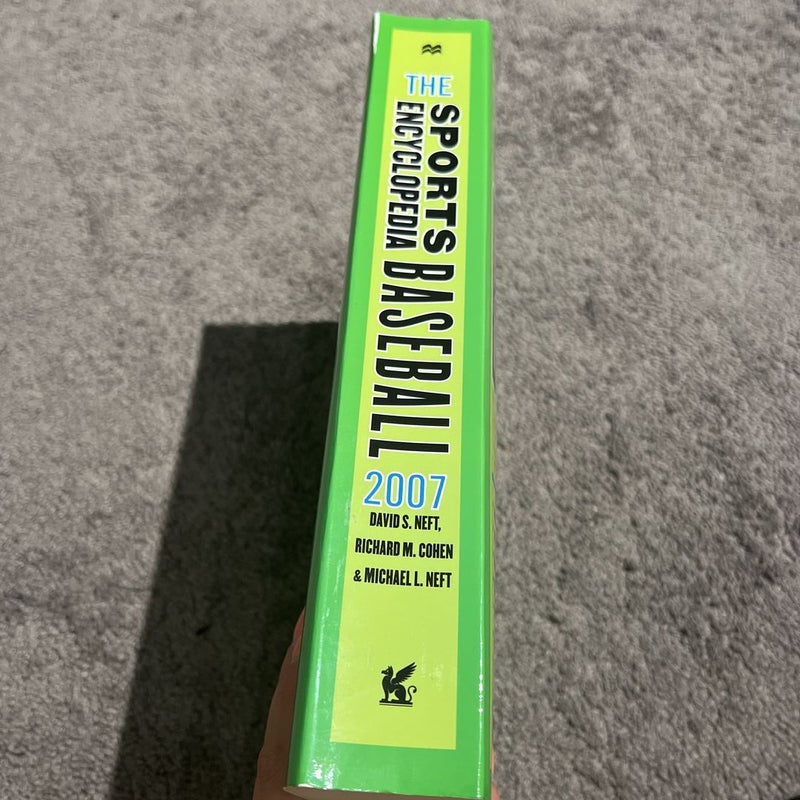 THE
SPORTS
ENCYCLOPEDIA
BASEBALL
2007
DAVID S. NEFT,
RICHARD M. COHEN
& MICHAEL L. NEFT